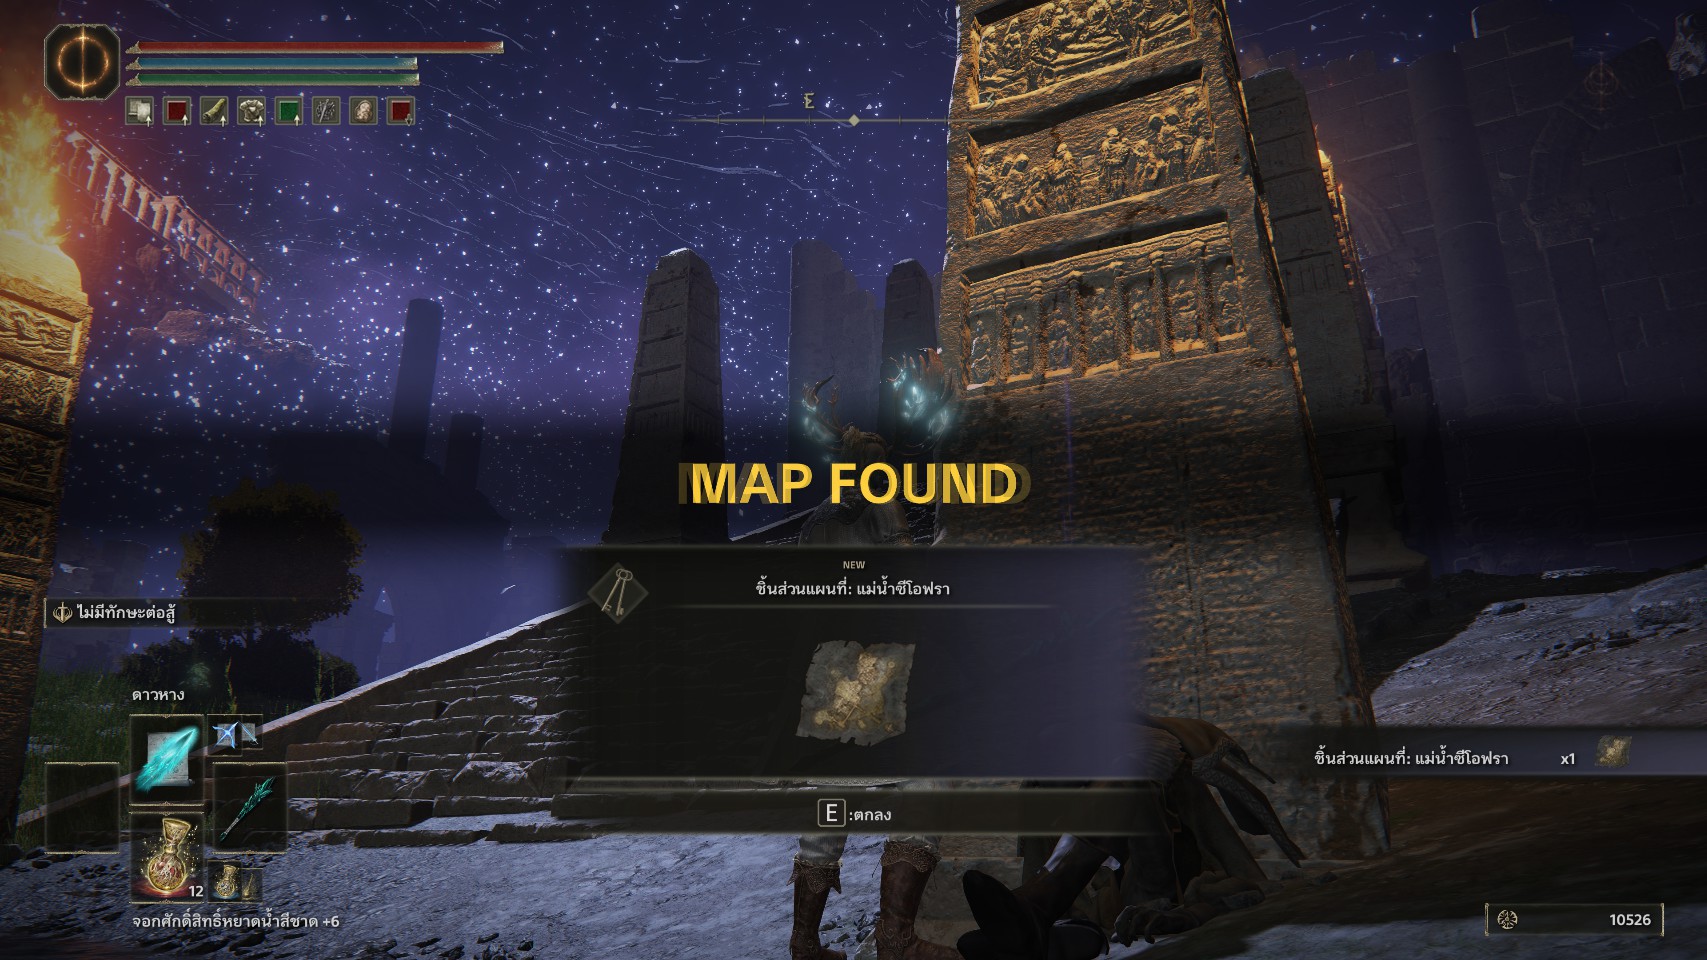 E
S
MAP FOUND
NEW
ชิ้นส่วนแผนที่: แม่น้ำซีโอฟรา
ไม่มีทักษะต่อสู้
ดาวหาง
ชิ้นส่วนแผนที่: แม่น้ำซีโอฟรา x1
E :ตกลง
12
จอกศักดิ์สิทธิ์หยาดน้ำสีชาด +6
10526